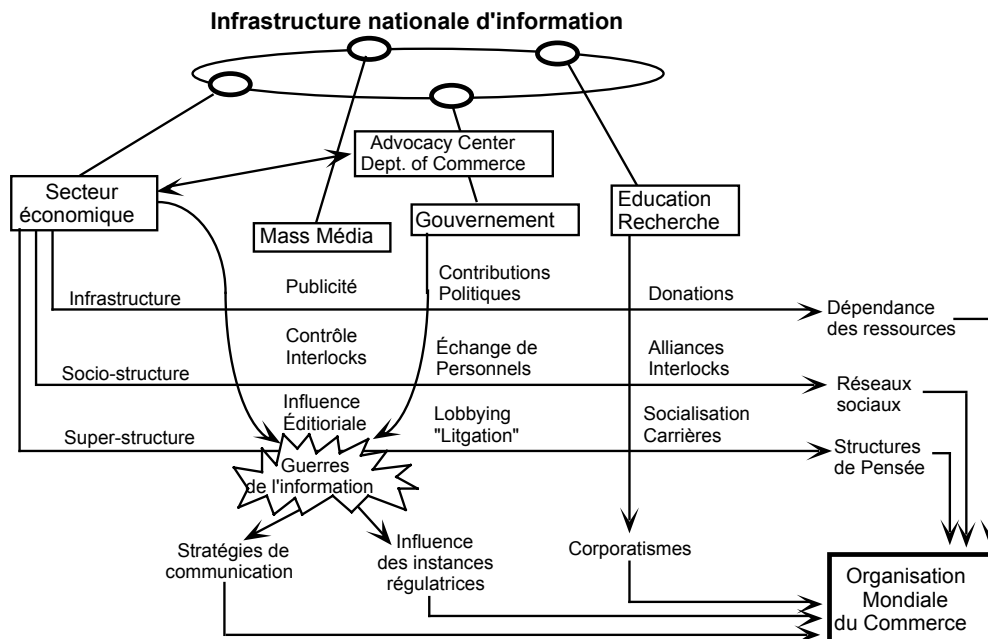 Infrastructure nationale d'information
Advocacy Center
Dept. of Commerce
Secteur
économique
Mass Média
Gouvernement
Education
Recherche
Infrastructure
Publicité
Contributions
Politiques
Donations
Dépendance
des ressources
Contrôle
Interlocks
Socio-structure
Échange de
Personnels
Alliances
Interlocks
Réseaux
sociaux
Influence
Éditioriale
Super-structure
Lobbying
"Litgation"
Socialisation
Carrières
Structures
de Pensée
Guerres
de l'information
Stratégies de
communication
Influence
des instances
régulatrices
Corporatismes
Organisation
Mondiale
du Commerce